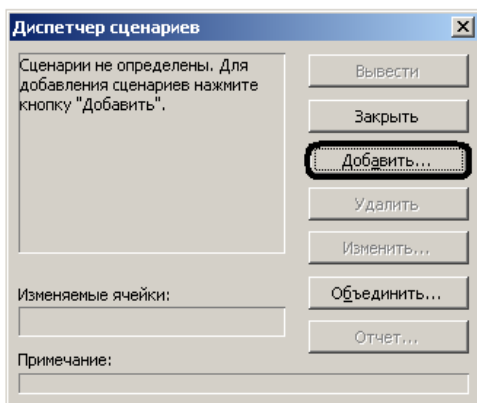 Диспетчер сценариев
Сценарии не определены. Для
добавления сценариев нажмите
кнопку "Добавить".
Вывести
Закрыть
Добавить...
Удалить
Изменить...
Объединить...
Отчет...
Изменяемые ячейки:
Примечание: